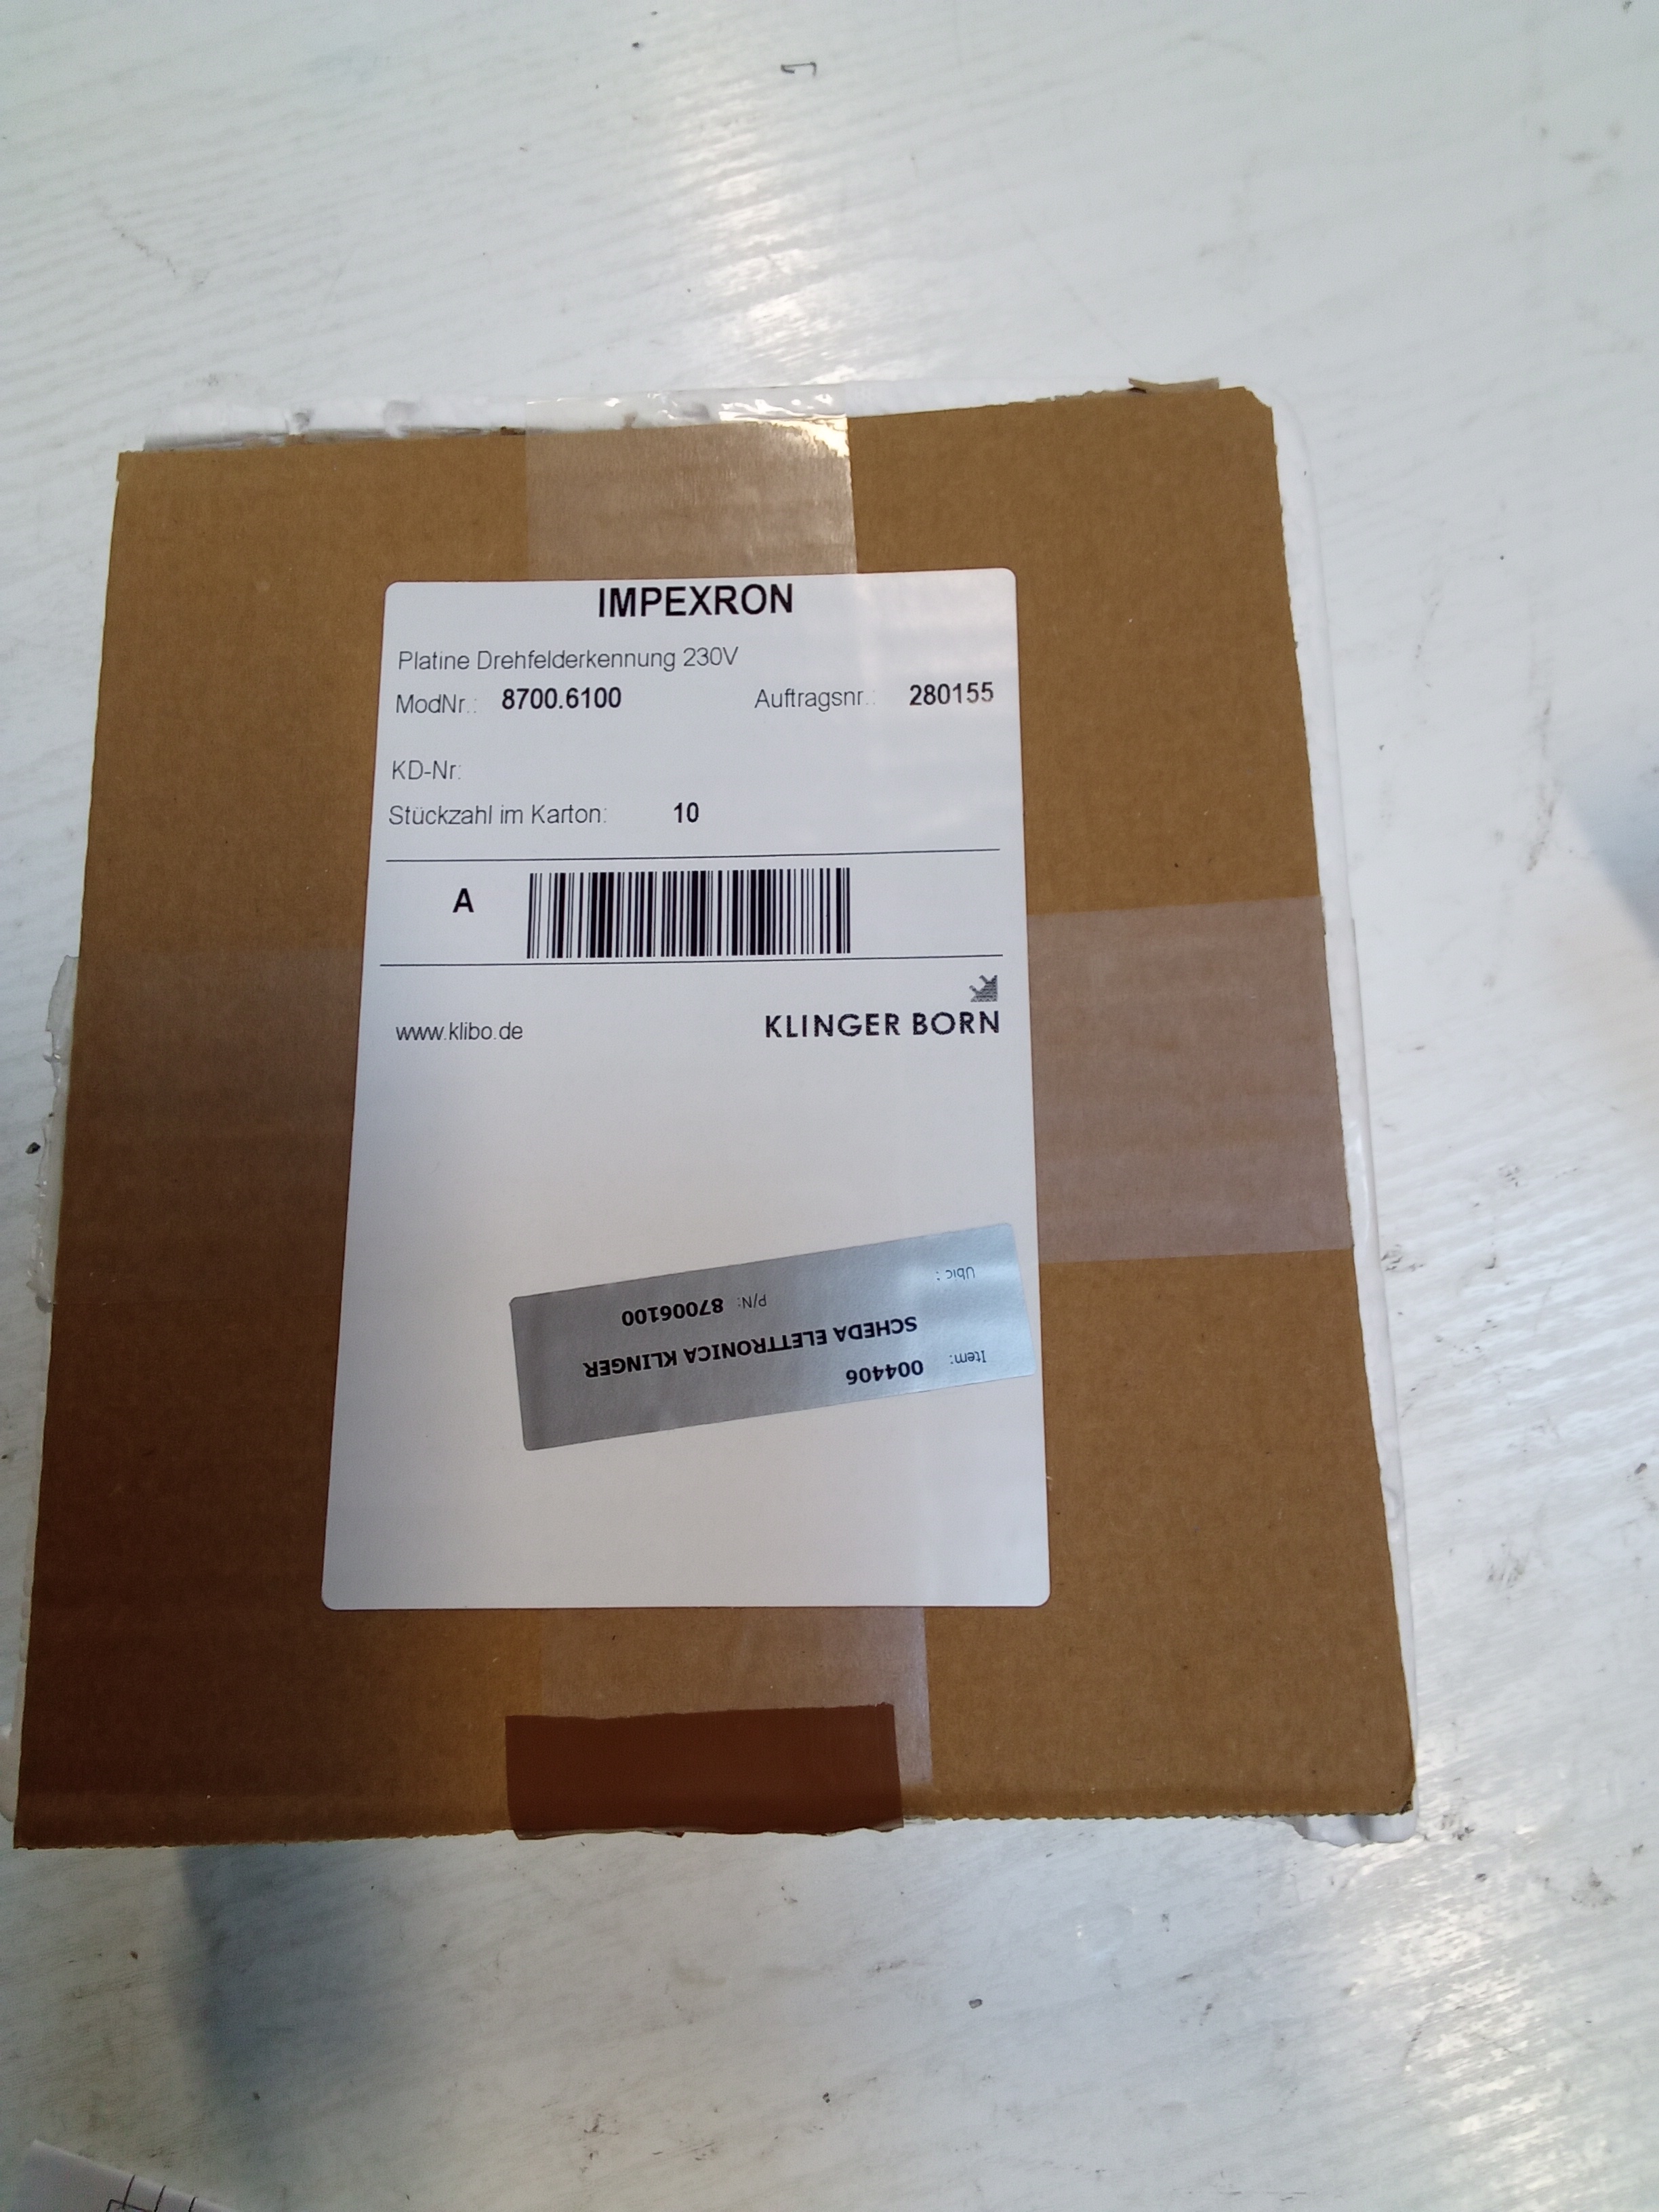 IMPEXRON
Platine Drehfelderkennung 230V
ModNr.: 8700.6100 Auftragsnr.: 280155
KD-Nr:
Stückzahl im Karton: 10
A
www.klibo.de KLINGER BORN
Item: 004406
SCHEDA ELETTRONICA KLINGER
Ubic : P/N: 87006100